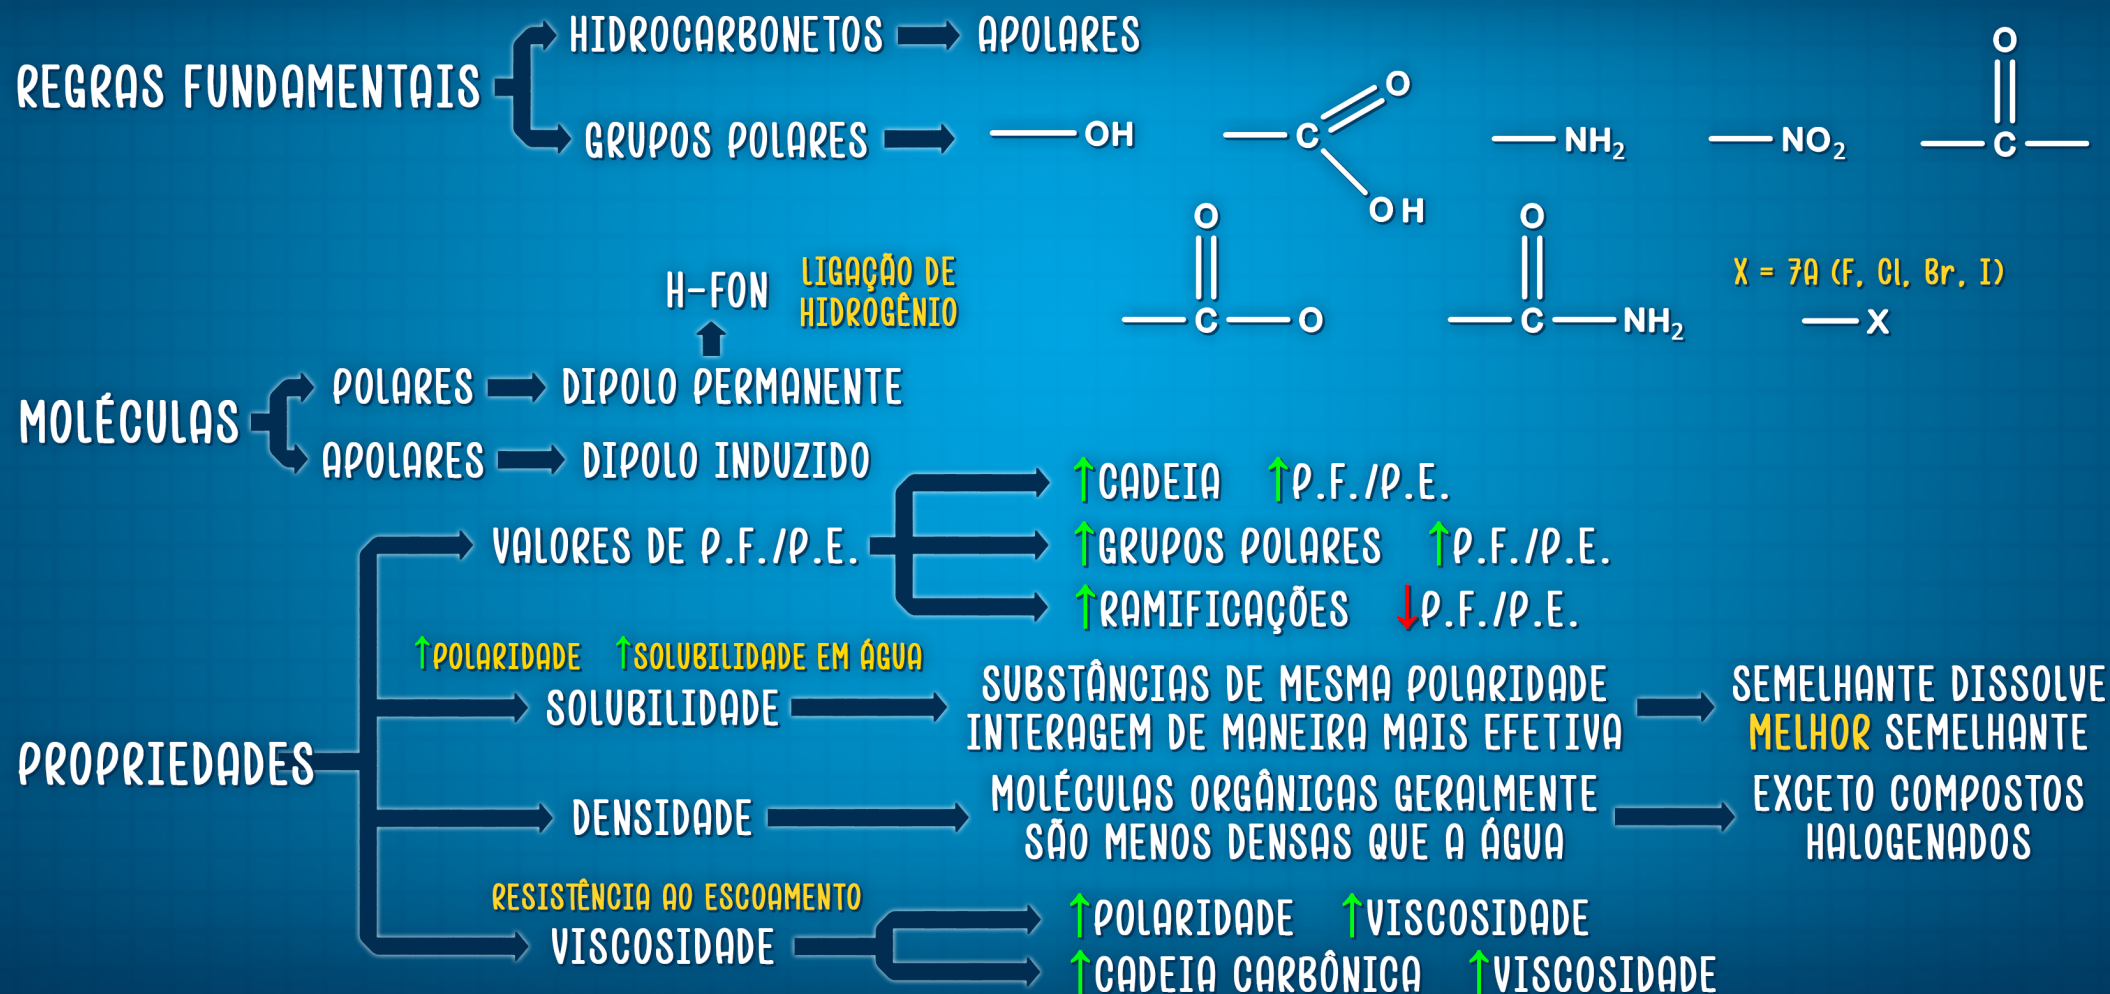 HIDROCARBONETOS APOLARES
REGRAS FUNDAMENTAIS
GRUPOS POLARES
OH
C
O
OH
NH2
NO2
O
C
H-FON
LIGAÇÃO DE
HIDROGÊNIO
O
C
O
O
C
NH2
X = 7A (F, Cl, Br, I)
X
MOLÉCULAS
POLARES DIPOLO PERMANENTE
APOLARES DIPOLO INDUZIDO
PROPRIEDADES
VALORES DE P.F./P.E.
↑CADEIA ↑P.F./P.E.
↑GRUPOS POLARES ↑P.F./P.E.
↑RAMIFICAÇÕES ↓P.F./P.E.
↑POLARIDADE ↑SOLUBILIDADE EM ÁGUA
SOLUBILIDADE
SUBSTÂNCIAS DE MESMA POLARIDADE
INTERAGEM DE MANEIRA MAIS EFETIVA
SEMELHANTE DISSOLVE
MELHOR SEMELHANTE
DENSIDADE
MOLÉCULAS ORGÂNICAS GERALMENTE
SÃO MENOS DENSAS QUE A ÁGUA
EXCETO COMPOSTOS
HALOGENADOS
RESISTÊNCIA AO ESCOAMENTO
VISCOSIDADE
↑POLARIDADE ↑VISCOSIDADE
↑CADEIA CARBÔNICA ↑VISCOSIDADE